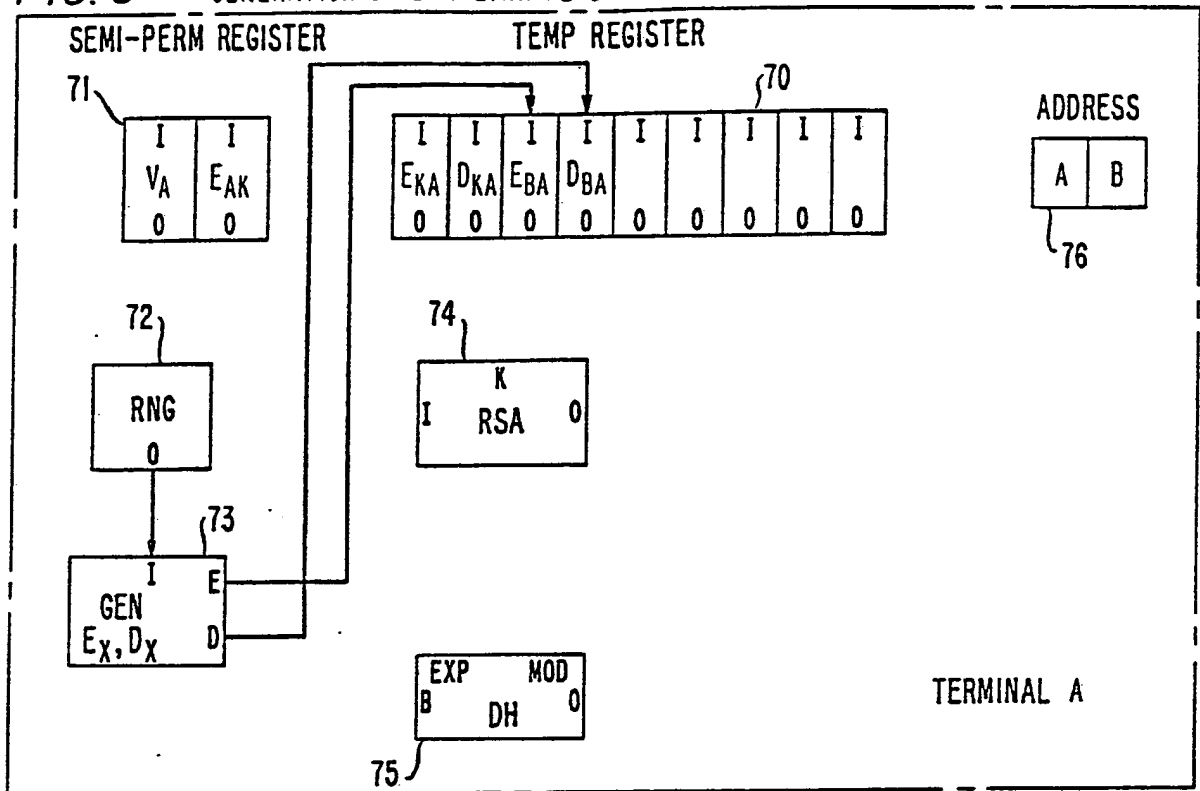 SEMI-PERM REGISTER
TEMP REGISTER
71
70
ADDRESS
I I
V_A E_AK
0 0
I I I I I I I I I
E_KA D_KA E_BA D_BA
0 0 0 0 0 0 0 0 0
A B
76
72
RNG
0
74
K
I RSA 0
73
I E
GEN
E_X, D_X D
EXP MOD
B DH 0
75
TERMINAL A